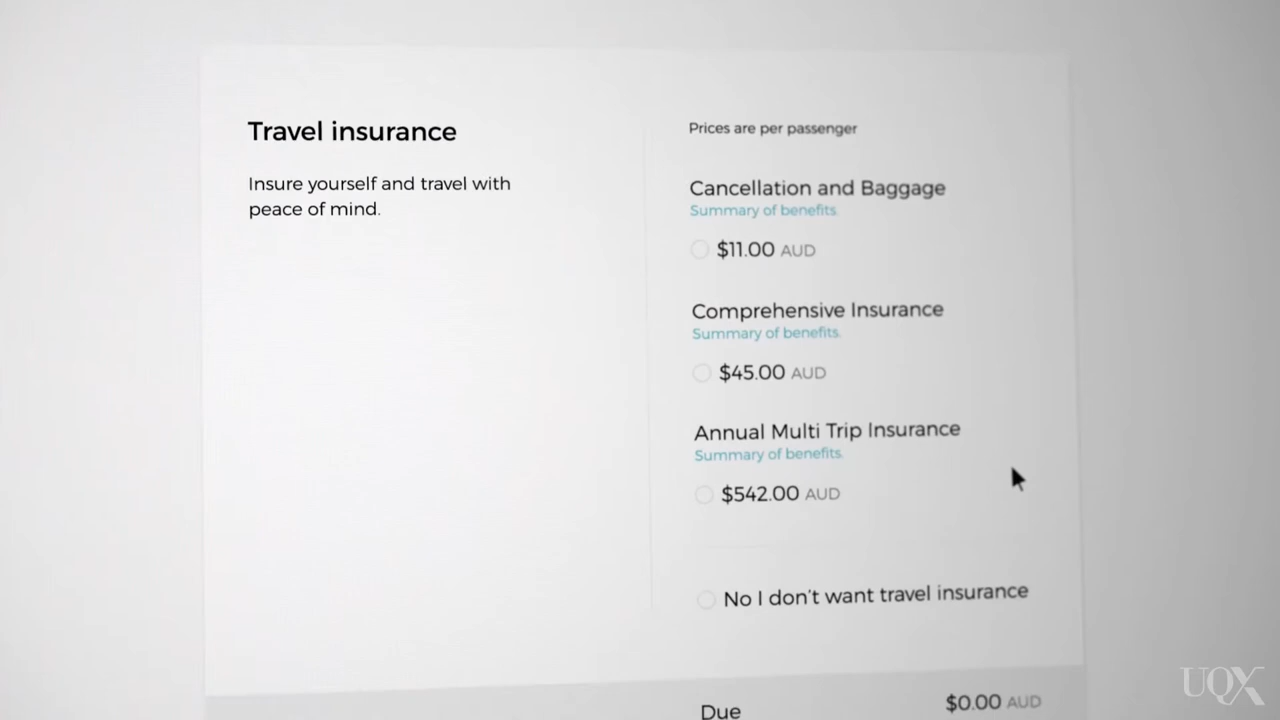 Travel insurance
Insure yourself and travel with
peace of mind.
Prices are per passenger
Cancellation and Baggage
Summary of benefits.
$11.00 AUD
Comprehensive Insurance
Summary of benefits.
$45.00 AUD
Annual Multi Trip Insurance
Summary of benefits.
$542.00 AUD
No I don't want travel insurance
Due
$0.00 AUD
UQX